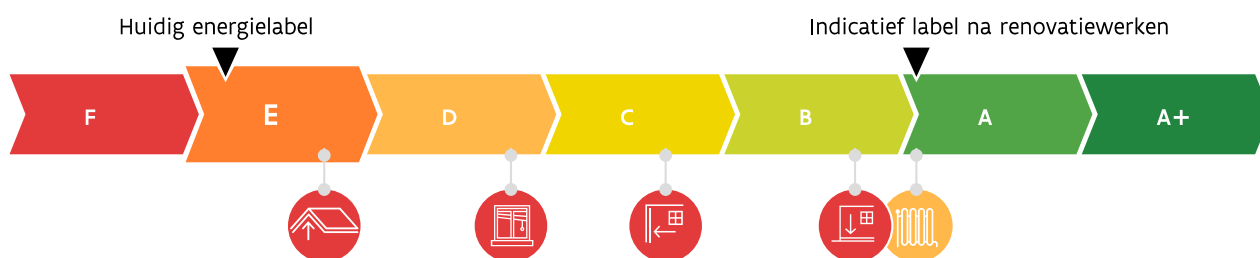 Huidig energielabel
Indicatief label na renovatiewerken
F
E
D
C
B
A
A+